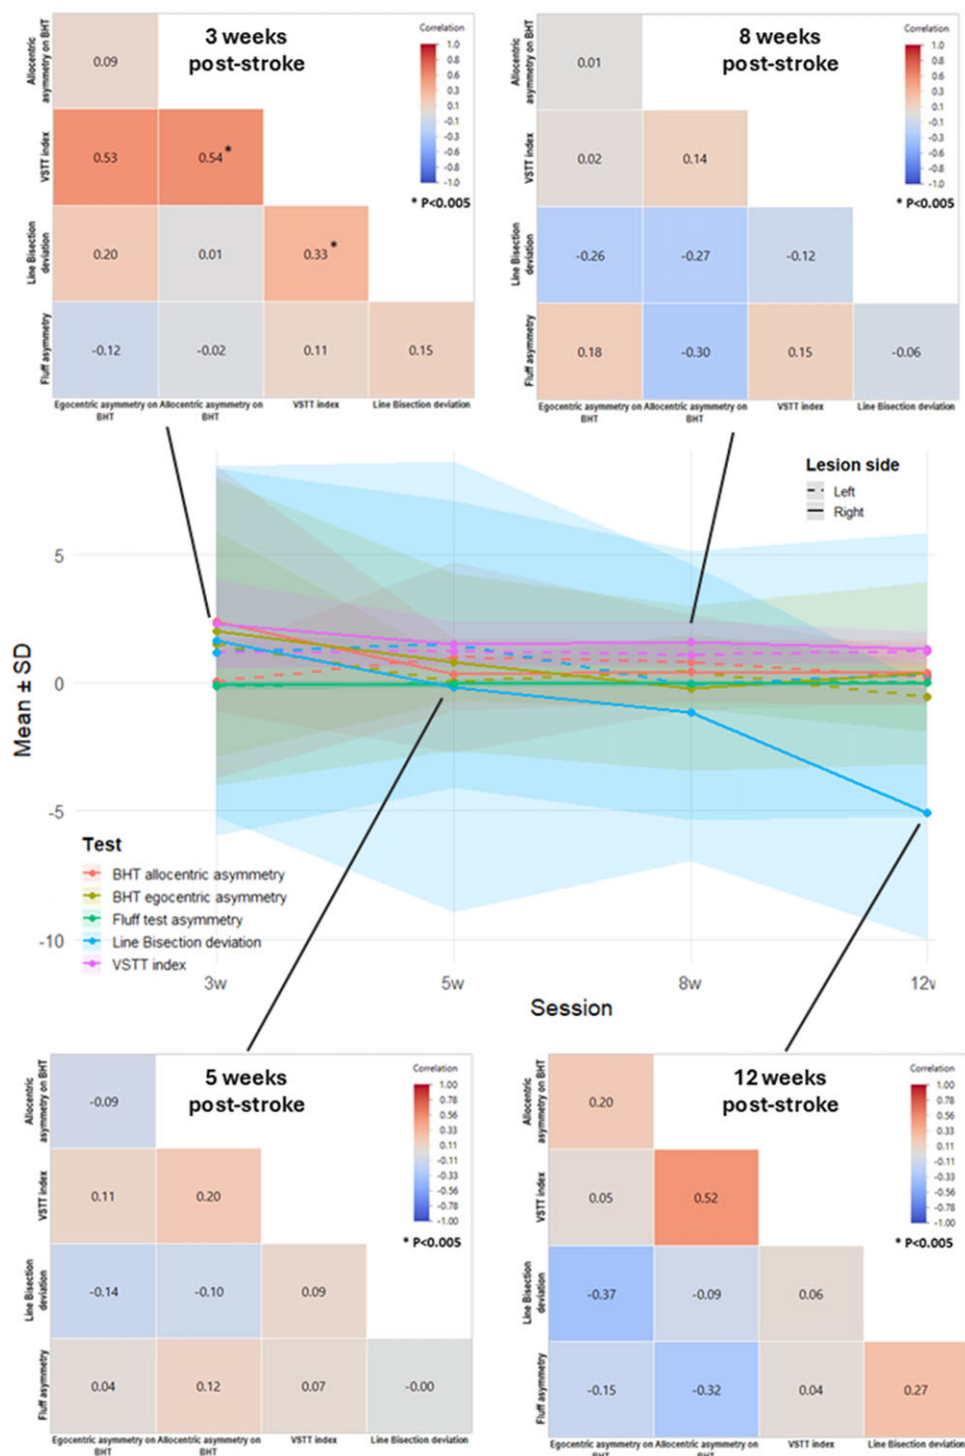 3 weeks
post-stroke
Correlation
1.0
0.8
0.6
0.3
0.1
-0.1
-0.3
-0.6
-0.8
-1.0
* P<0.005
Allocentric
asymmetry on BHT
0.09
VSTT index
0.53
0.54 *
Line Bisection
deviation
0.20
0.01
0.33 *
Fluff asymmetry
-0.12
-0.02
0.11
0.15
Egocentric asymmetry on
BHT
Allocentric asymmetry on
BHT
VSTT index
Line Bisection deviation
8 weeks
post-stroke
Correlation
1.0
0.8
0.6
0.3
0.1
-0.1
-0.3
-0.6
-0.8
-1.0
* P<0.005
Allocentric
asymmetry on BHT
0.01
VSTT index
0.02
0.14
Line Bisection
deviation
-0.26
-0.27
-0.12
Fluff asymmetry
0.18
-0.30
0.15
-0.06
Egocentric asymmetry on
BHT
Allocentric asymmetry on
BHT
VSTT index
Line Bisection deviation
Lesion side
Left
Right
Mean ± SD
5
0
-5
-10
Test
BHT allocentric asymmetry
BHT egocentric asymmetry
Fluff test asymmetry
Line Bisection deviation
VSTT index
3w
5w
8w
12w
Session
5 weeks
post-stroke
Correlation
1.00
0.78
0.56
0.33
0.11
-0.11
-0.33
-0.56
-0.78
-1.00
* P<0.005
Allocentric
asymmetry on BHT
-0.09
VSTT index
0.11
0.20
Line Bisection
deviation
-0.14
-0.10
0.09
Fluff asymmetry
0.04
0.12
0.07
-0.00
Egocentric asymmetry on
BHT
Allocentric asymmetry on
BHT
VSTT index
Line Bisection deviation
12 weeks
post-stroke
Correlation
1.00
0.78
0.56
0.33
0.11
-0.11
-0.33
-0.56
-0.78
-1.00
* P<0.005
Allocentric
asymmetry on BHT
0.20
VSTT index
0.05
0.52
Line Bisection
deviation
-0.37
-0.09
0.06
Fluff asymmetry
-0.15
-0.32
0.04
0.27
Egocentric asymmetry on
BHT
Allocentric asymmetry on
BHT
VSTT index
Line Bisection deviation